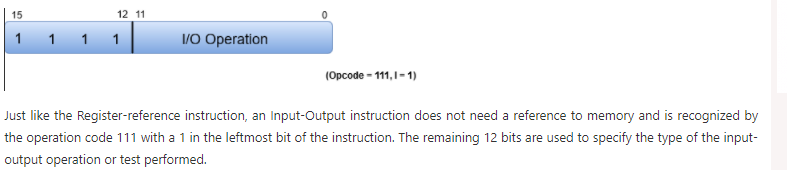 15 12 11 0
1 1 1 1 I/O Operation
(Opcode = 111, I = 1)
Just like the Register-reference instruction, an Input-Output instruction does not need a reference to memory and is recognized by
the operation code 111 with a 1 in the leftmost bit of the instruction. The remaining 12 bits are used to specify the type of the input-
output operation or test performed.